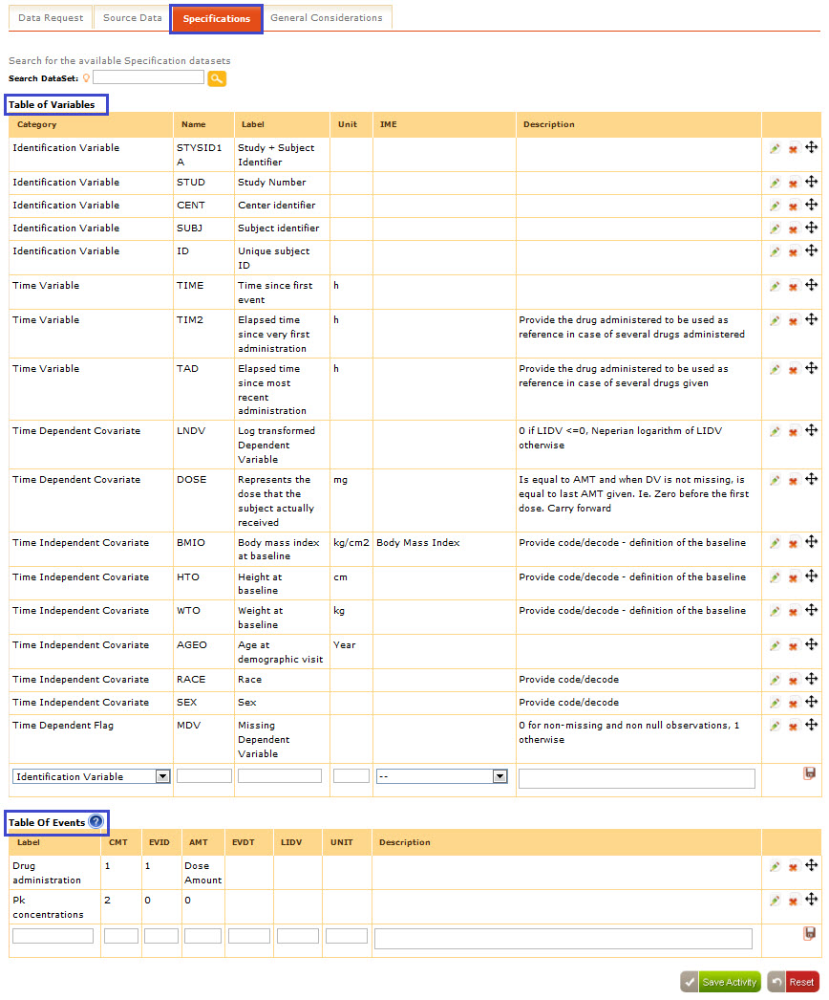 Data Request Source Data Specifications General Considerations
Search for the available Specification datasets
Search DataSet:
Table of Variables
Category Name Label Unit IME Description
Identification Variable STYSID1 Study + Subject
A Identifier
Identification Variable STUD Study Number
Identification Variable CENT Center identifier
Identification Variable SUBJ Subject identifier
Identification Variable ID Unique subject
ID
Time Variable TIME Time since first h
event
Time Variable TIM2 Elapsed time h Provide the drug administered to be used as
since very first reference in case of several drugs administered
administration
Time Variable TAD Elapsed time h Provide the drug administered to be used as
since most reference in case of several drugs given
recent
administration
Time Dependent Covariate LNDV Log transformed 0 if LIDV <=0, Neperian logarithm of LIDV
Dependent otherwise
Variable
Time Dependent Covariate DOSE Represents the mg Is equal to AMT and when DV is not missing, is
dose that the equal to last AMT given. Ie. Zero before the first
subject actually dose. Carry forward
received
Time Independent Covariate BMIO Body mass index kg/cm2 Body Mass Index Provide code/decode - definition of the baseline
at baseline
Time Independent Covariate HTO Height at cm Provide code/decode - definition of the baseline
baseline
Time Independent Covariate WTO Weight at kg Provide code/decode - definition of the baseline
baseline
Time Independent Covariate AGEO Age at Year
demographic visit
Time Independent Covariate RACE Race Provide code/decode
Time Independent Covariate SEX Sex Provide code/decode
Time Dependent Flag MDV Missing 0 for non-missing and non null observations, 1
Dependent otherwise
Variable
Identification Variable --
Table Of Events ?
Label CMT EVID AMT EVDT LIDV UNIT Description
Drug 1 1 Dose
administration Amount
Pk 2 0 0
concentrations
Save Activity Reset